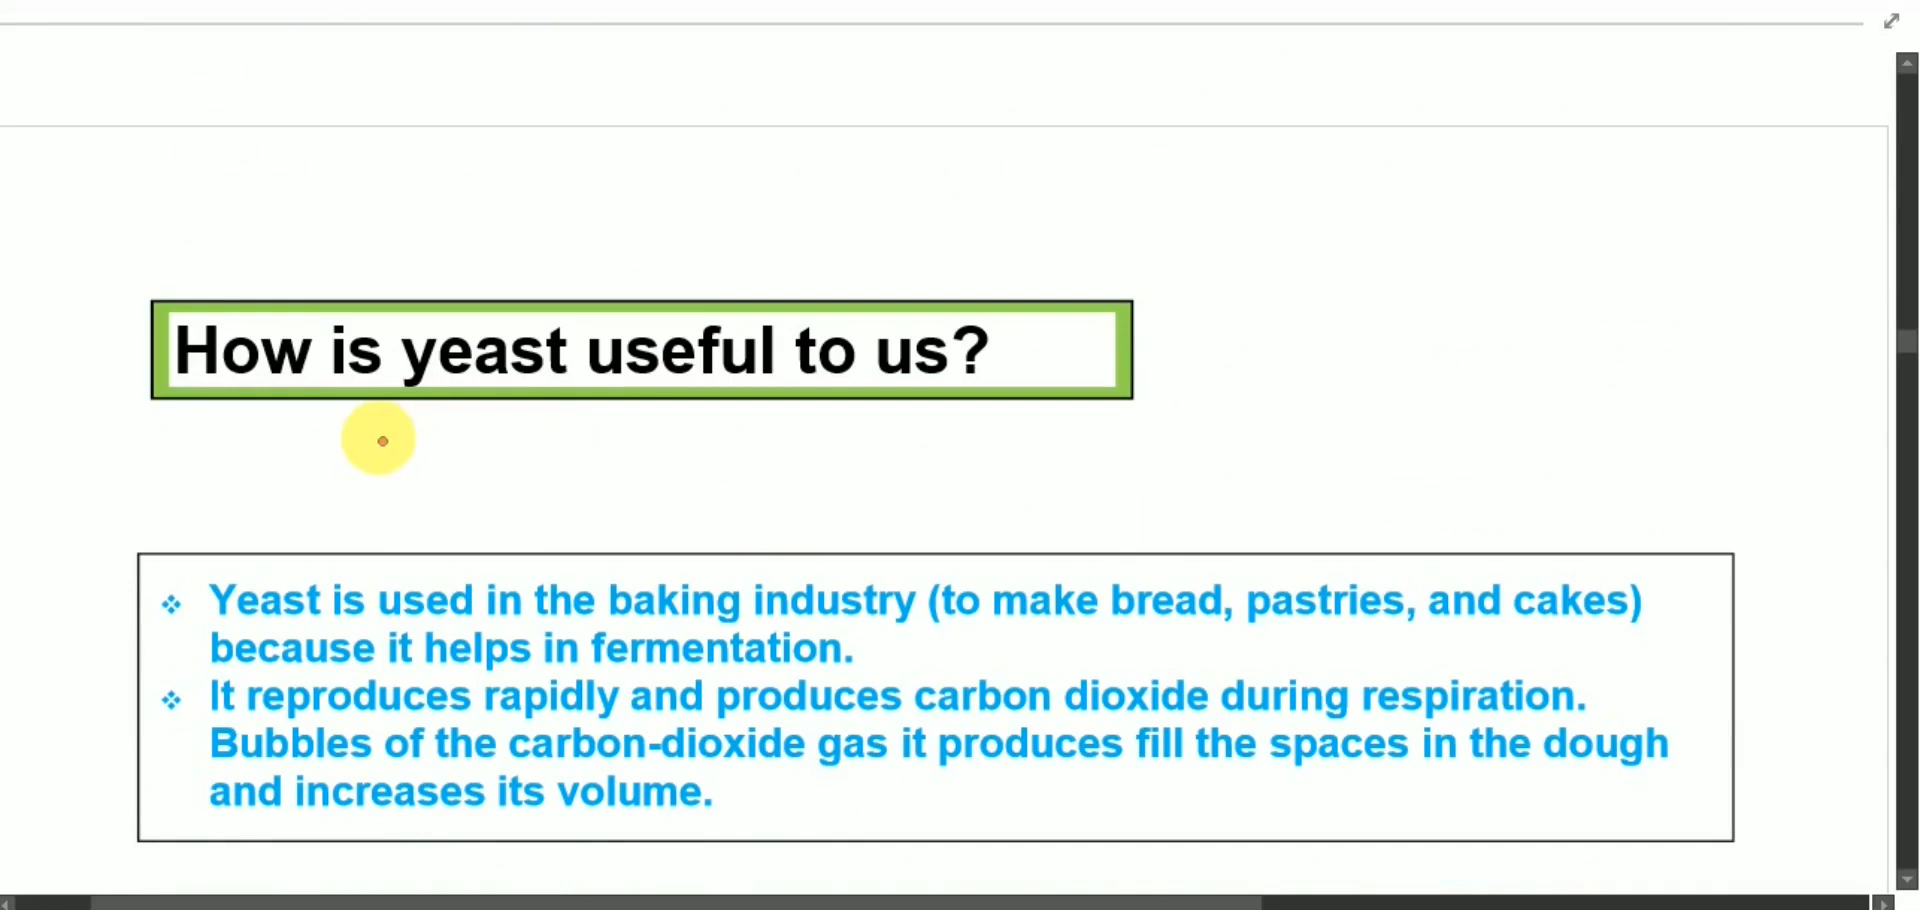 How is yeast useful to us?
❖ Yeast is used in the baking industry (to make bread, pastries, and cakes)
because it helps in fermentation.
❖ It reproduces rapidly and produces carbon dioxide during respiration.
Bubbles of the carbon-dioxide gas it produces fill the spaces in the dough
and increases its volume.